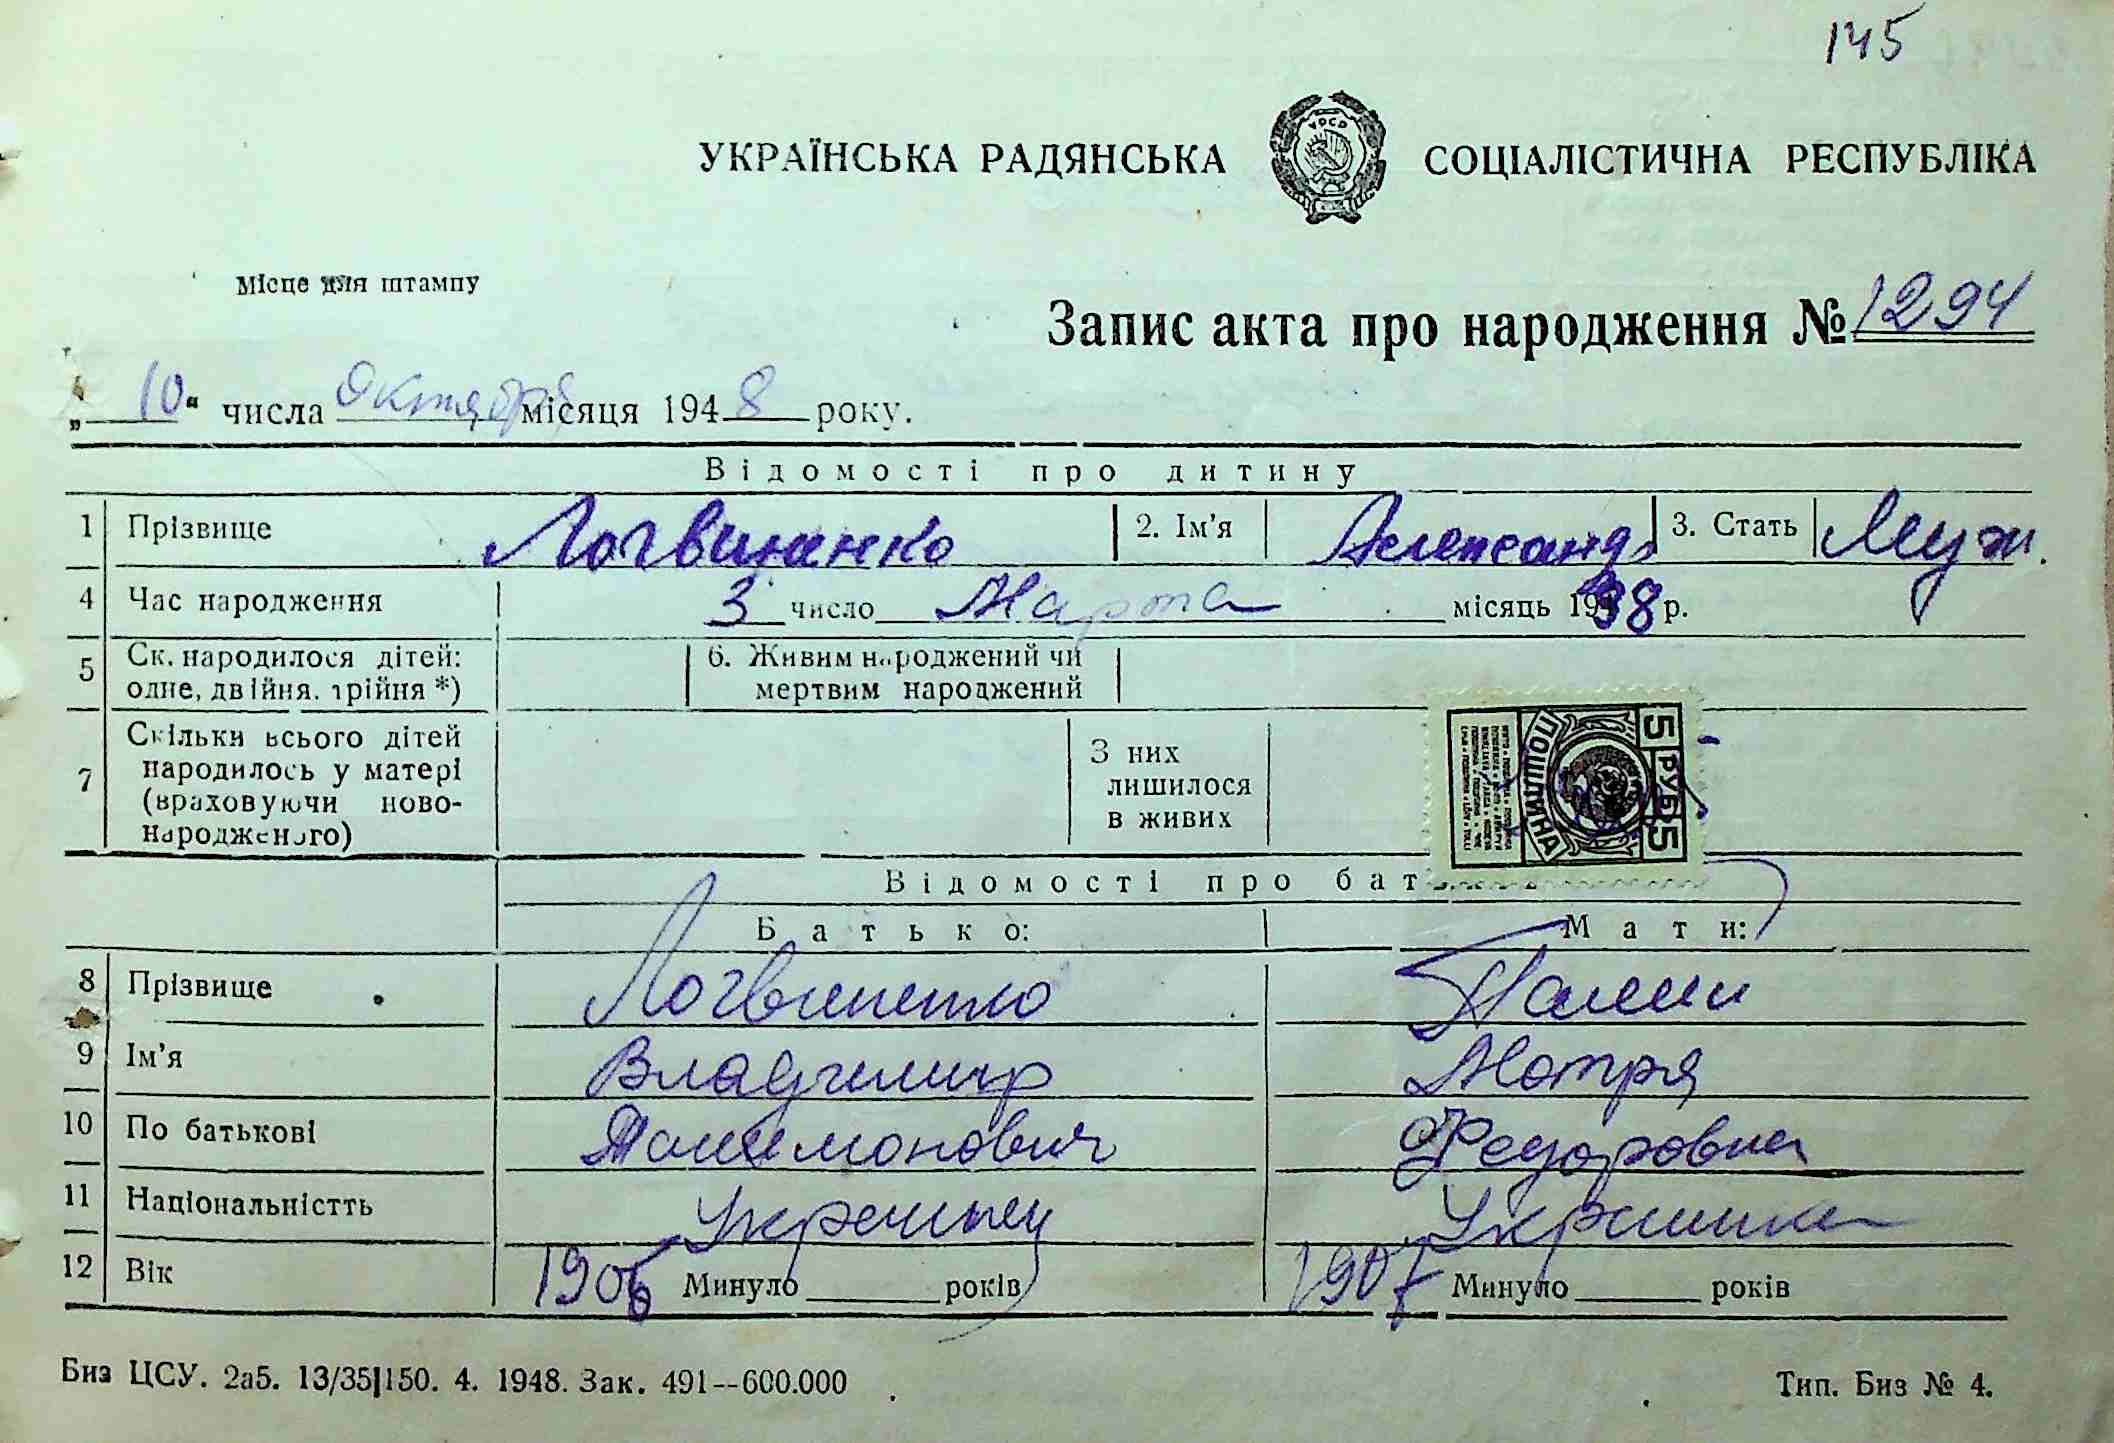 145
УКРАЇНСЬКА РАДЯНСЬКА СОЦІАЛІСТИЧНА РЕСПУБЛІКА
УРСР
Місце для штампу
Запис акта про народження № 1294
„10“ числа Октября місяця 1948 року.
Відомості про дитину
1 Прізвище Логвиненко 2. Ім'я Александр 3. Стать Муж.
4 Час народження 3 число Марта місяць 1938 р.
5 Ск. народилося дітей: одне, двійня. трійня *) 6. Живим народжений чи мертвим народжений
7 Скільки всього дітей народилось у матері (враховуючи новонародженого) З них лишилося в живих
5 РУБ 5
ПОШЛИНА
Відомості про бат
Батько: Мати:
8 Прізвище Логвиненко
9 Ім'я Владимир Мотря
10 По батькові Федоровна
11 Національністть Украинец Украинка
12 Вік 1906 Минуло років 1907 Минуло років
Биз ЦСУ. 2а5. 13/35|150. 4. 1948. Зак. 491--600.000 Тип. Биз № 4.